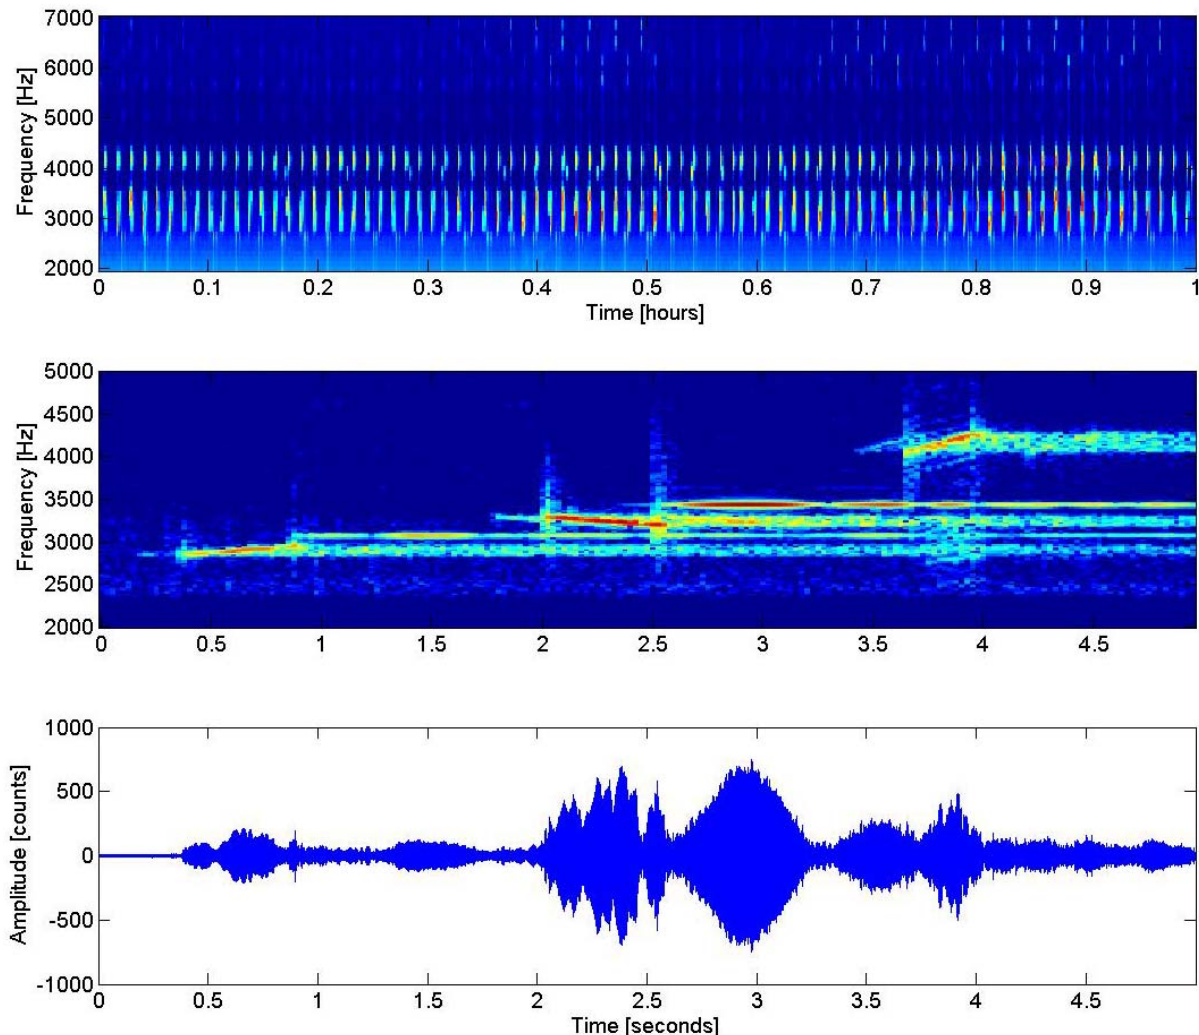 7000
6000
5000
4000
3000
2000
Frequency [Hz]
0 0.1 0.2 0.3 0.4 0.5 0.6 0.7 0.8 0.9 1
Time [hours]
5000
4500
4000
3500
3000
2500
2000
Frequency [Hz]
0.5 1 1.5 2 2.5 3 3.5 4 4.5
1000
500
0
-500
-1000
Amplitude [counts]
0 0.5 1 1.5 2 2.5 3 3.5 4 4.5
Time [seconds]